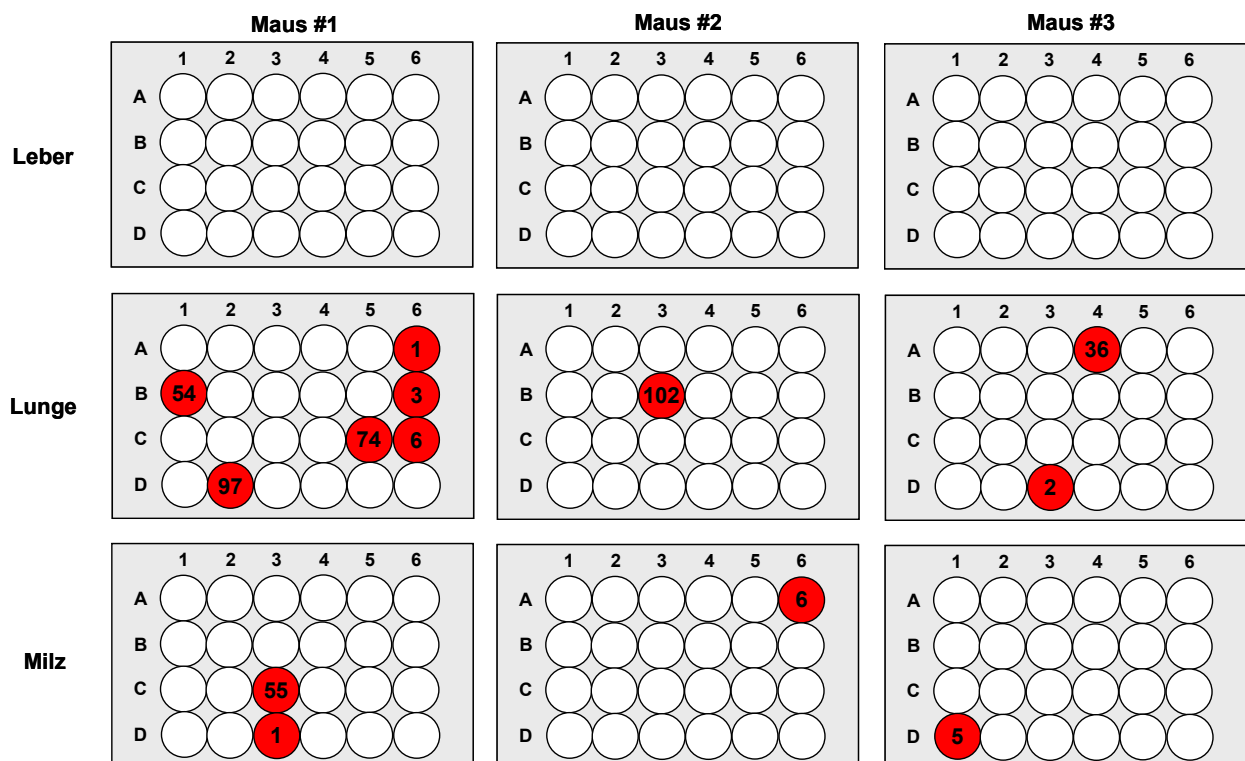 Maus #1 Maus #2 Maus #3
1 2 3 4 5 6 1 2 3 4 5 6 1 2 3 4 5 6
A A A
B B B
Leber
C C C
D D D
1 2 3 4 5 6 1 2 3 4 5 6 1 2 3 4 5 6
A 1 A A 36
B 54 3 B 102 B
Lunge
C 74 6 C C
D 97 D D 2
1 2 3 4 5 6 1 2 3 4 5 6 1 2 3 4 5 6
A A 6 A
B B B
Milz
C 55 C C
D 1 D D 5